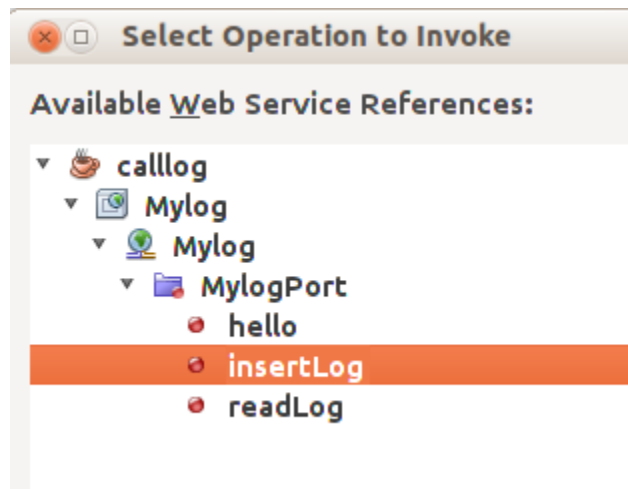 Select Operation to Invoke
Available Web Service References:
calllog
Mylog
Mylog
MylogPort
hello
insertLog
readLog